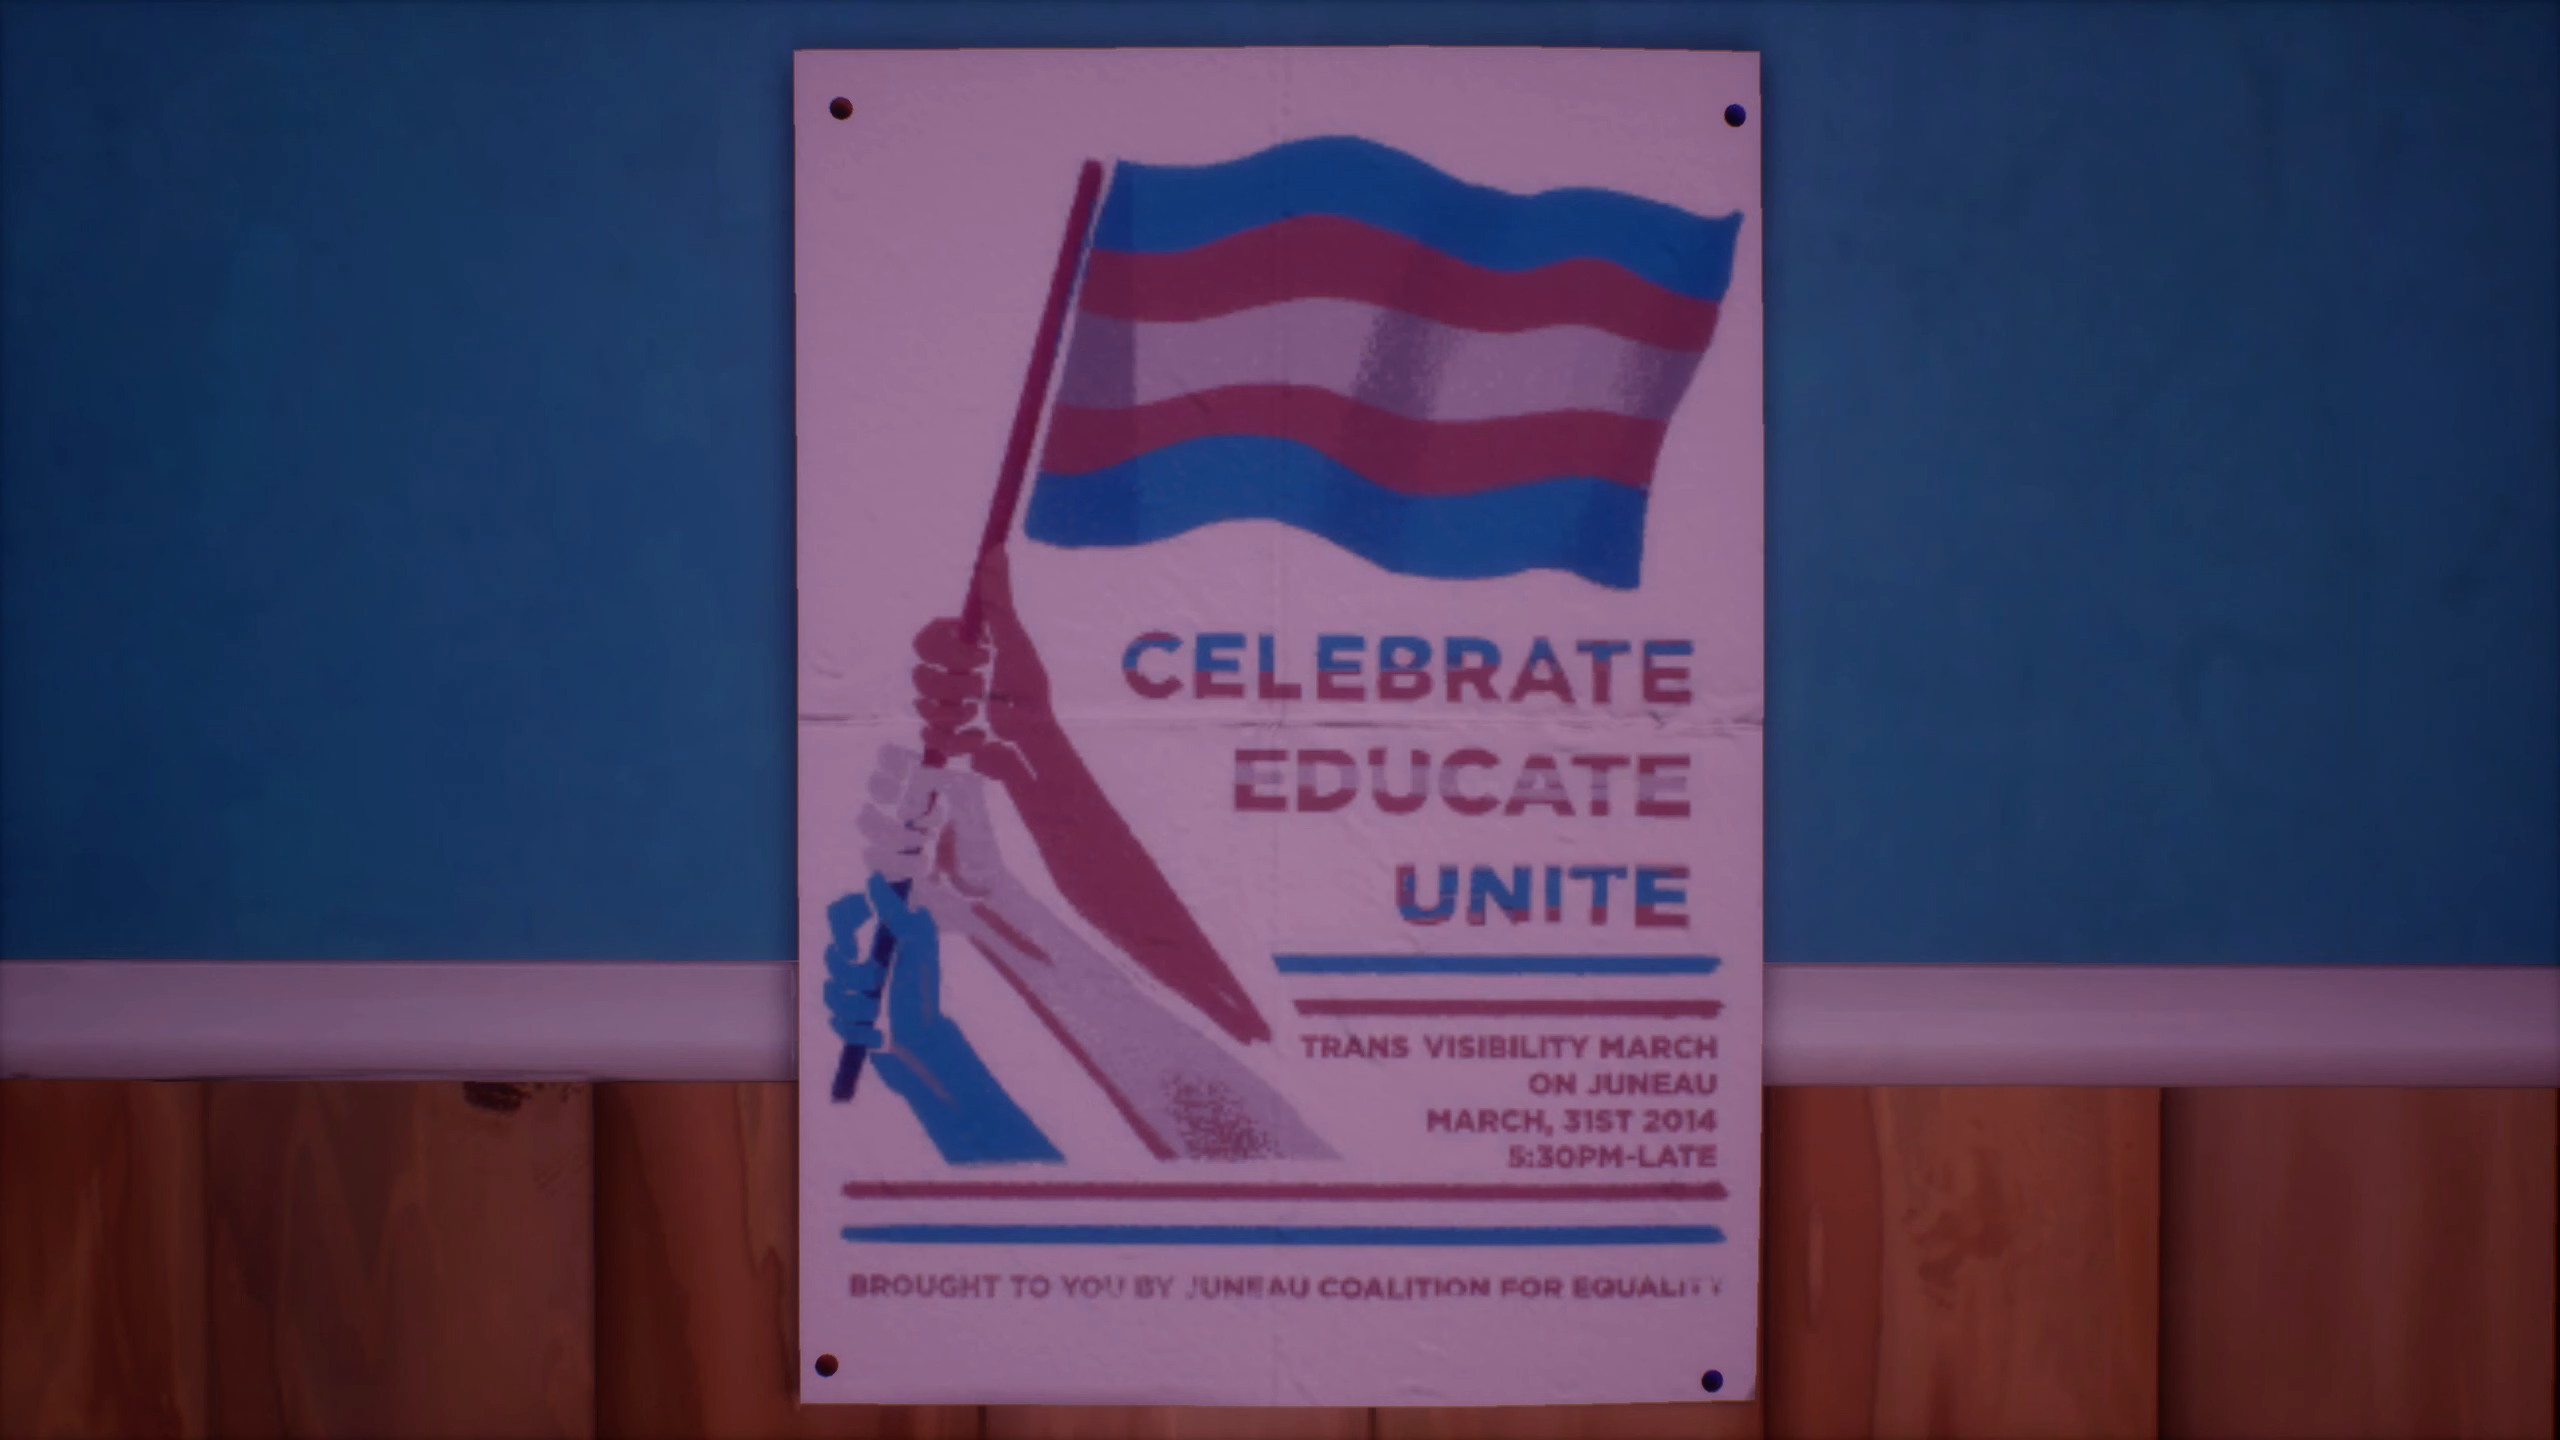 CELEBRATE
EDUCATE
UNITE
TRANS VISIBILITY MARCH
ON JUNEAU
MARCH, 31ST 2014
5:30PM-LATE
BROUGHT TO YOU BY JUNEAU COALITION FOR EQUALITY